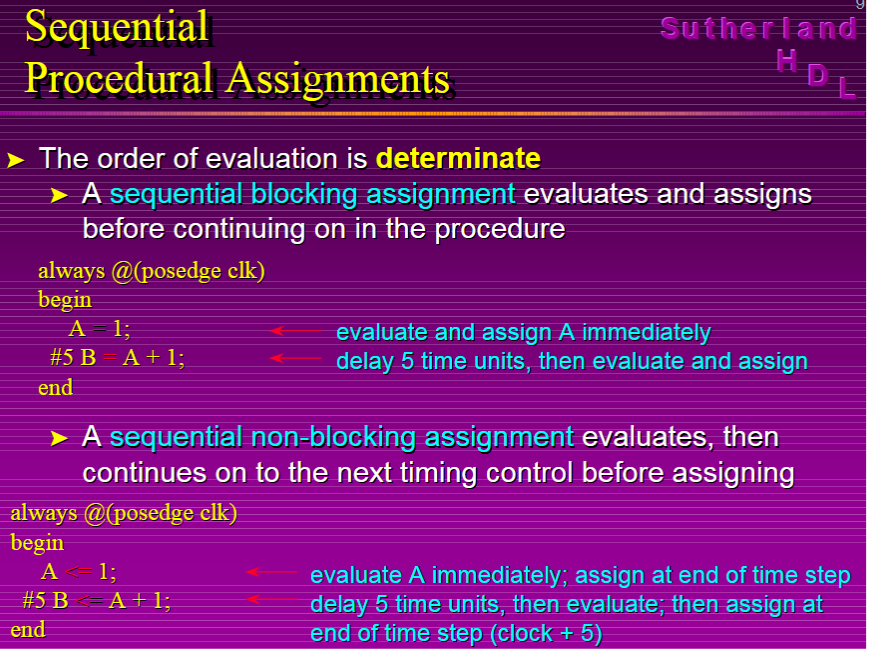 9
Sequential
Procedural Assignments
Sutherland
H
D
L
➤ The order of evaluation is determinate
➤ A sequential blocking assignment evaluates and assigns
before continuing on in the procedure
always @(posedge clk)
begin
A = 1; evaluate and assign A immediately
#5 B = A + 1; delay 5 time units, then evaluate and assign
end
➤ A sequential non-blocking assignment evaluates, then
continues on to the next timing control before assigning
always @(posedge clk)
begin
A <= 1; evaluate A immediately; assign at end of time step
#5 B <= A + 1; delay 5 time units, then evaluate; then assign at
end end of time step (clock + 5)